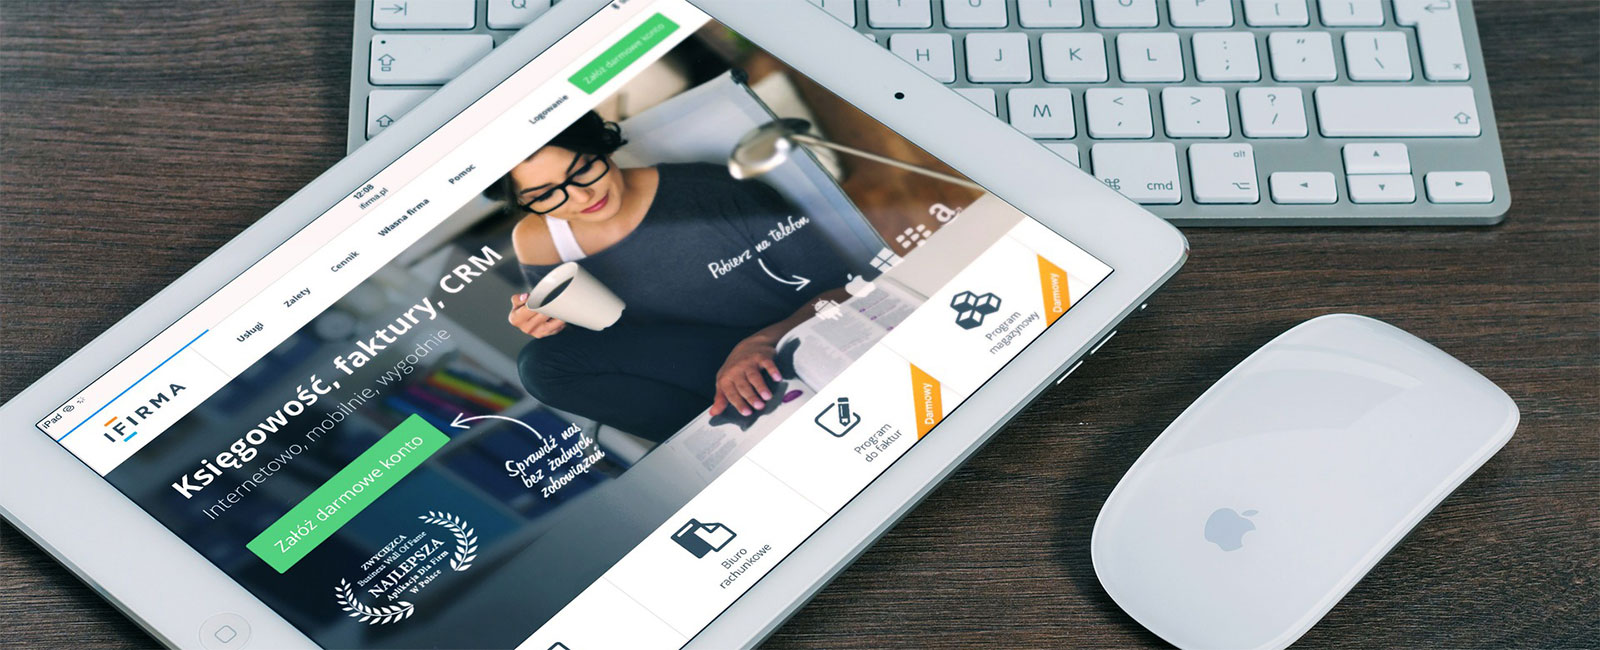 iPad
12:08
ifirma.pl
IFIRMA
Usługi
Zalety
Cennik
Własna firma
Pomoc
Logowanie
Załóż darmowe konto
Księgowość, faktury, CRM
Internetowo, mobilnie, wygodnie
Załóż darmowe konto
Sprawdź nas
bez żadnych
zobowiązań
Pobierz na telefon
ZWYCIĘZCA
Business Wall Of Fame
NAJLEPSZA
Aplikacja Dla Firm
w Polsce
Biuro
rachunkowe
Program
do faktur
Darmowy
Program
magazynowy
Darmowy
H
J
K
L
: ;
" '
| \
M
< ,
> .
? /
cmd
alt